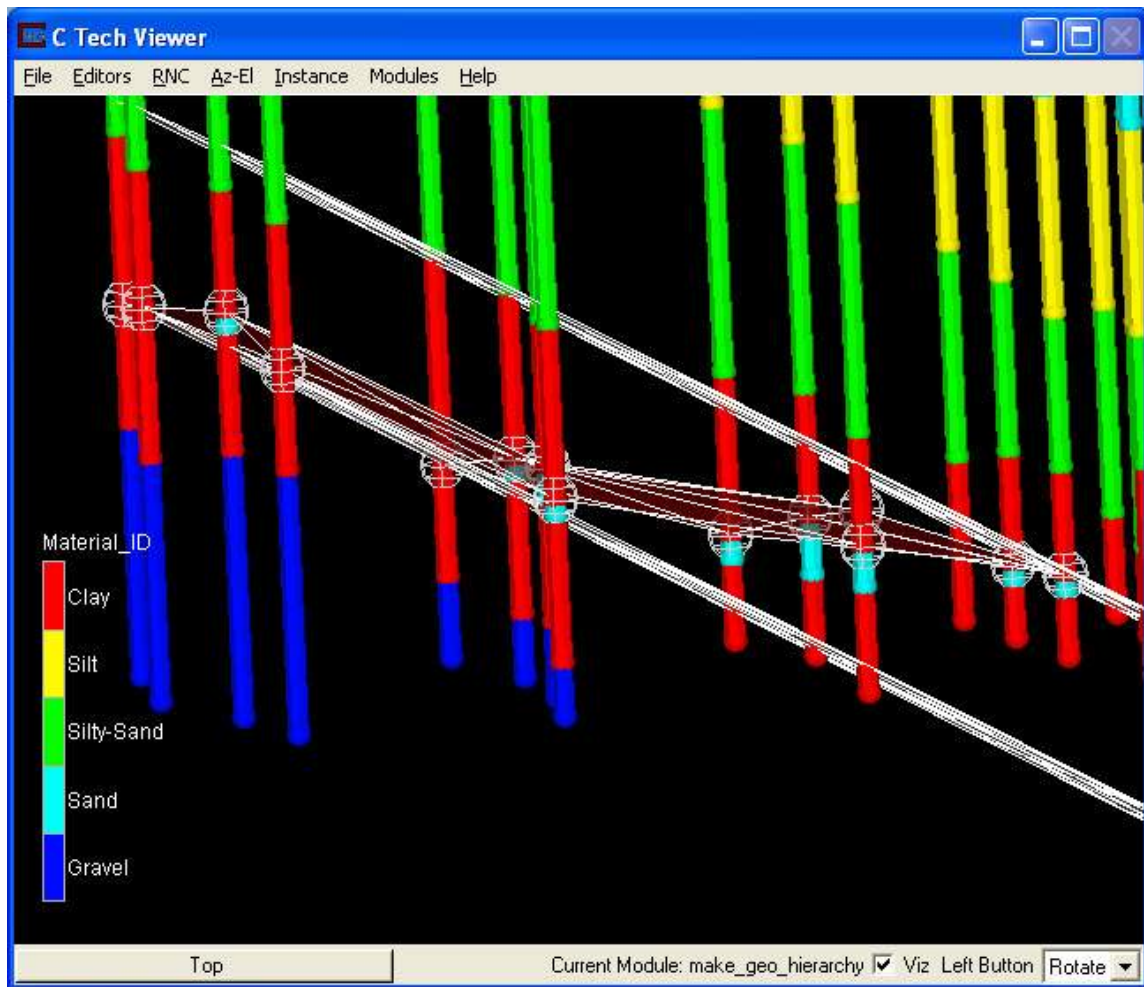 C Tech Viewer
File Editors RNC Az-El Instance Modules Help
Material_ID
Clay
Silt
Silty-Sand
Sand
Gravel
Top Current Module: make_geo_hierarchy Viz Left Button Rotate